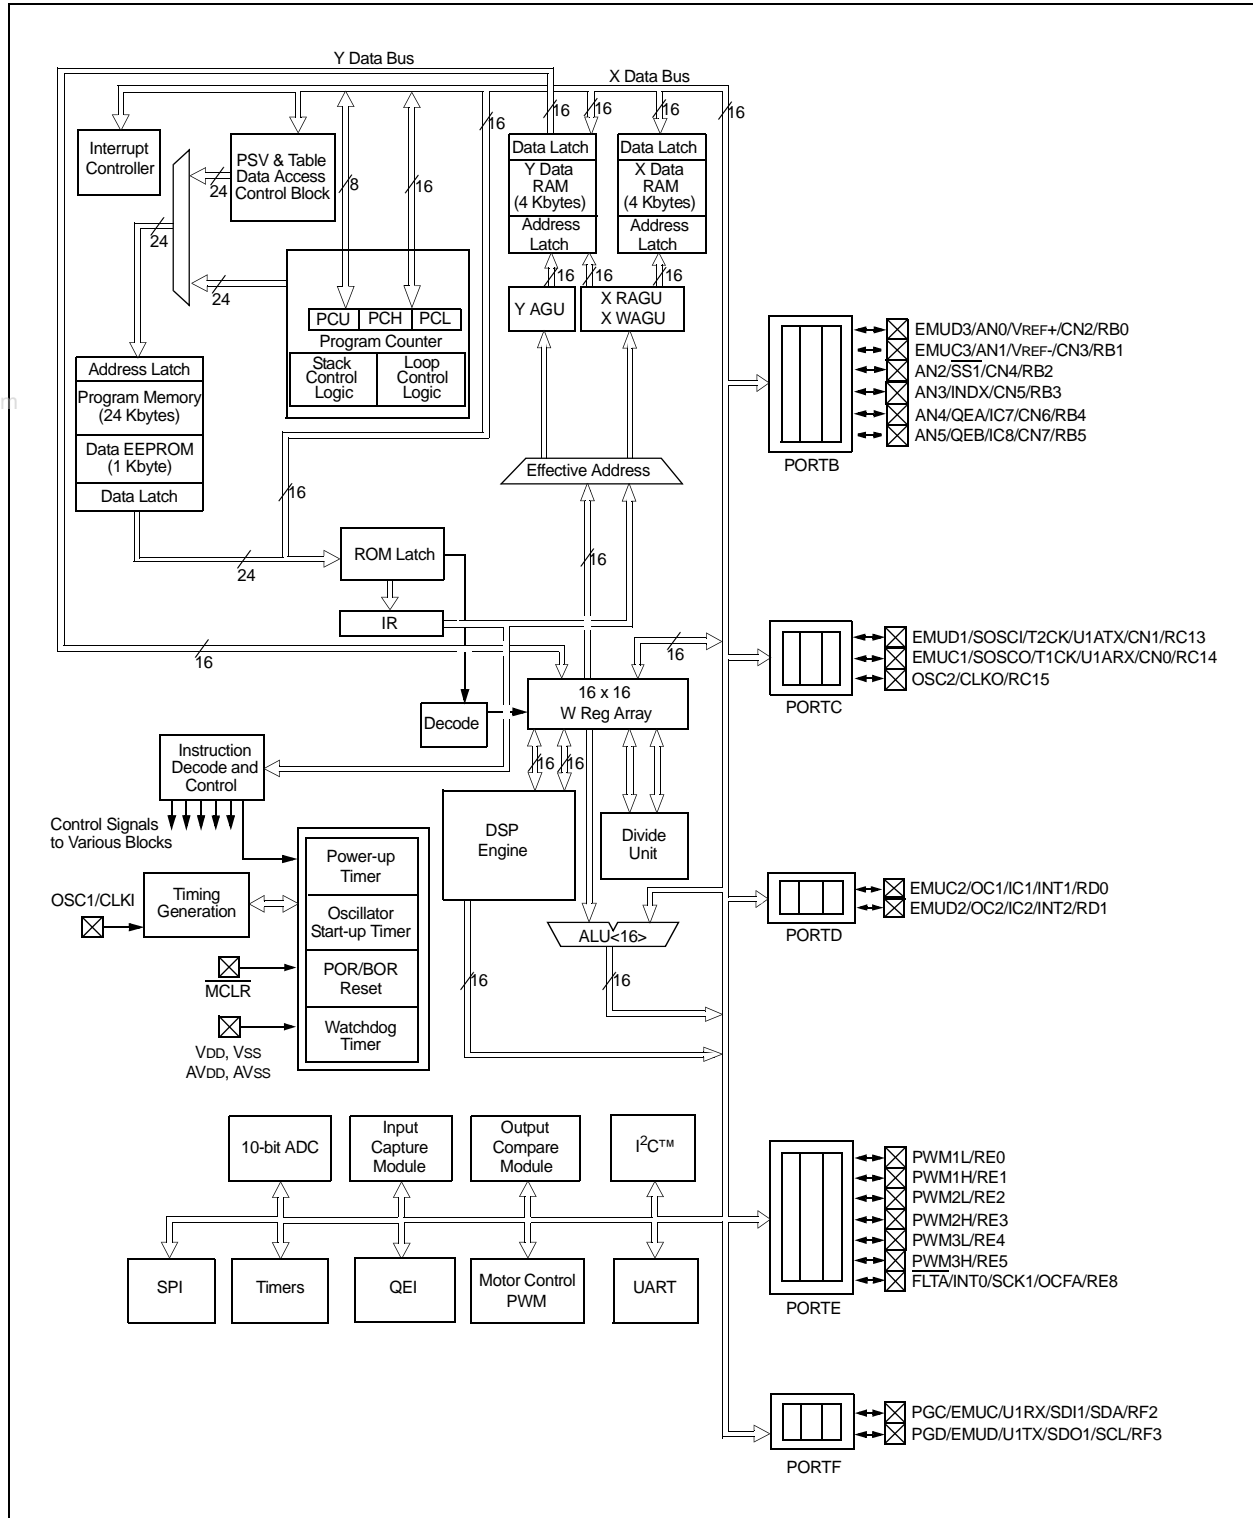 Y Data Bus
X Data Bus
16
16
16
16
16
16
8
16
Interrupt
Controller
PSV & Table
Data Access
Control Block
24
24
24
Data Latch
Y Data
RAM
(4 Kbytes)
Address
Latch
Data Latch
X Data
RAM
(4 Kbytes)
Address
Latch
16
16
16
Y AGU
X RAGU
X WAGU
PCU
PCH
PCL
Program Counter
Stack
Control
Logic
Loop
Control
Logic
Address Latch
Program Memory
(24 Kbytes)
Data EEPROM
(1 Kbyte)
Data Latch
m
16
24
Effective Address
16
ROM Latch
IR
16
16
16 x 16
W Reg Array
Decode
Instruction
Decode and
Control
Control Signals
to Various Blocks
16
16
DSP
Engine
Divide
Unit
Power-up
Timer
Oscillator
Start-up Timer
POR/BOR
Reset
Watchdog
Timer
OSC1/CLKI
Timing
Generation
MCLR
VDD, VSS
AVDD, AVSS
ALU<16>
16
16
10-bit ADC
Input
Capture
Module
Output
Compare
Module
I²C™
SPI
Timers
QEI
Motor Control
PWM
UART
EMUD3/AN0/VREF+/CN2/RB0
EMUC3/AN1/VREF-/CN3/RB1
AN2/SS1/CN4/RB2
AN3/INDX/CN5/RB3
AN4/QEA/IC7/CN6/RB4
AN5/QEB/IC8/CN7/RB5
PORTB
EMUD1/SOSCI/T2CK/U1ATX/CN1/RC13
EMUC1/SOSCO/T1CK/U1ARX/CN0/RC14
OSC2/CLKO/RC15
PORTC
EMUC2/OC1/IC1/INT1/RD0
EMUD2/OC2/IC2/INT2/RD1
PORTD
PWM1L/RE0
PWM1H/RE1
PWM2L/RE2
PWM2H/RE3
PWM3L/RE4
PWM3H/RE5
FLTA/INT0/SCK1/OCFA/RE8
PORTE
PGC/EMUC/U1RX/SDI1/SDA/RF2
PGD/EMUD/U1TX/SDO1/SCL/RF3
PORTF